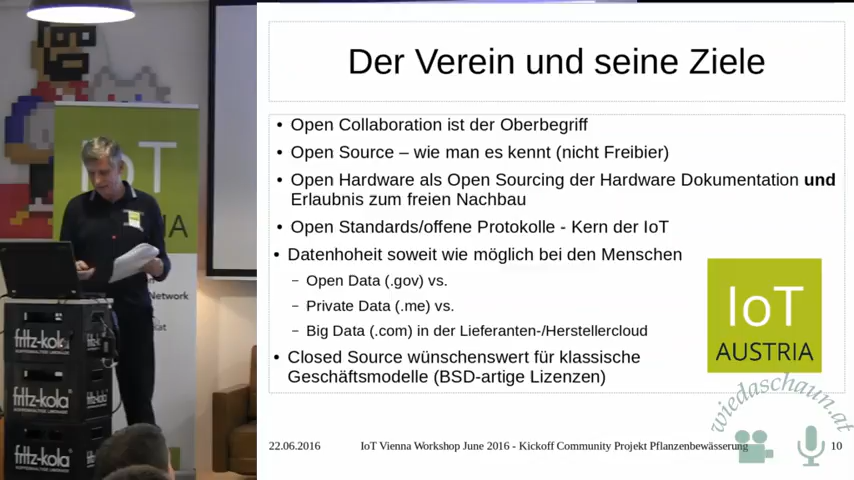 Der Verein und seine Ziele
• Open Collaboration ist der Oberbegriff
• Open Source – wie man es kennt (nicht Freibier)
• Open Hardware als Open Sourcing der Hardware Dokumentation und
Erlaubnis zum freien Nachbau
• Open Standards/offene Protokolle - Kern der IoT
• Datenhoheit soweit wie möglich bei den Menschen
– Open Data (.gov) vs.
– Private Data (.me) vs.
– Big Data (.com) in der Lieferanten-/Herstellercloud
• Closed Source wünschenswert für klassische
Geschäftsmodelle (BSD-artige Lizenzen)
IoT
AUSTRIA
wiedaschaun.at
22.06.2016 IoT Vienna Workshop June 2016 - Kickoff Community Projekt Pflanzenbewässerung 10
IoT
Network
fritz-kola
fritz-kola
fritz-kola